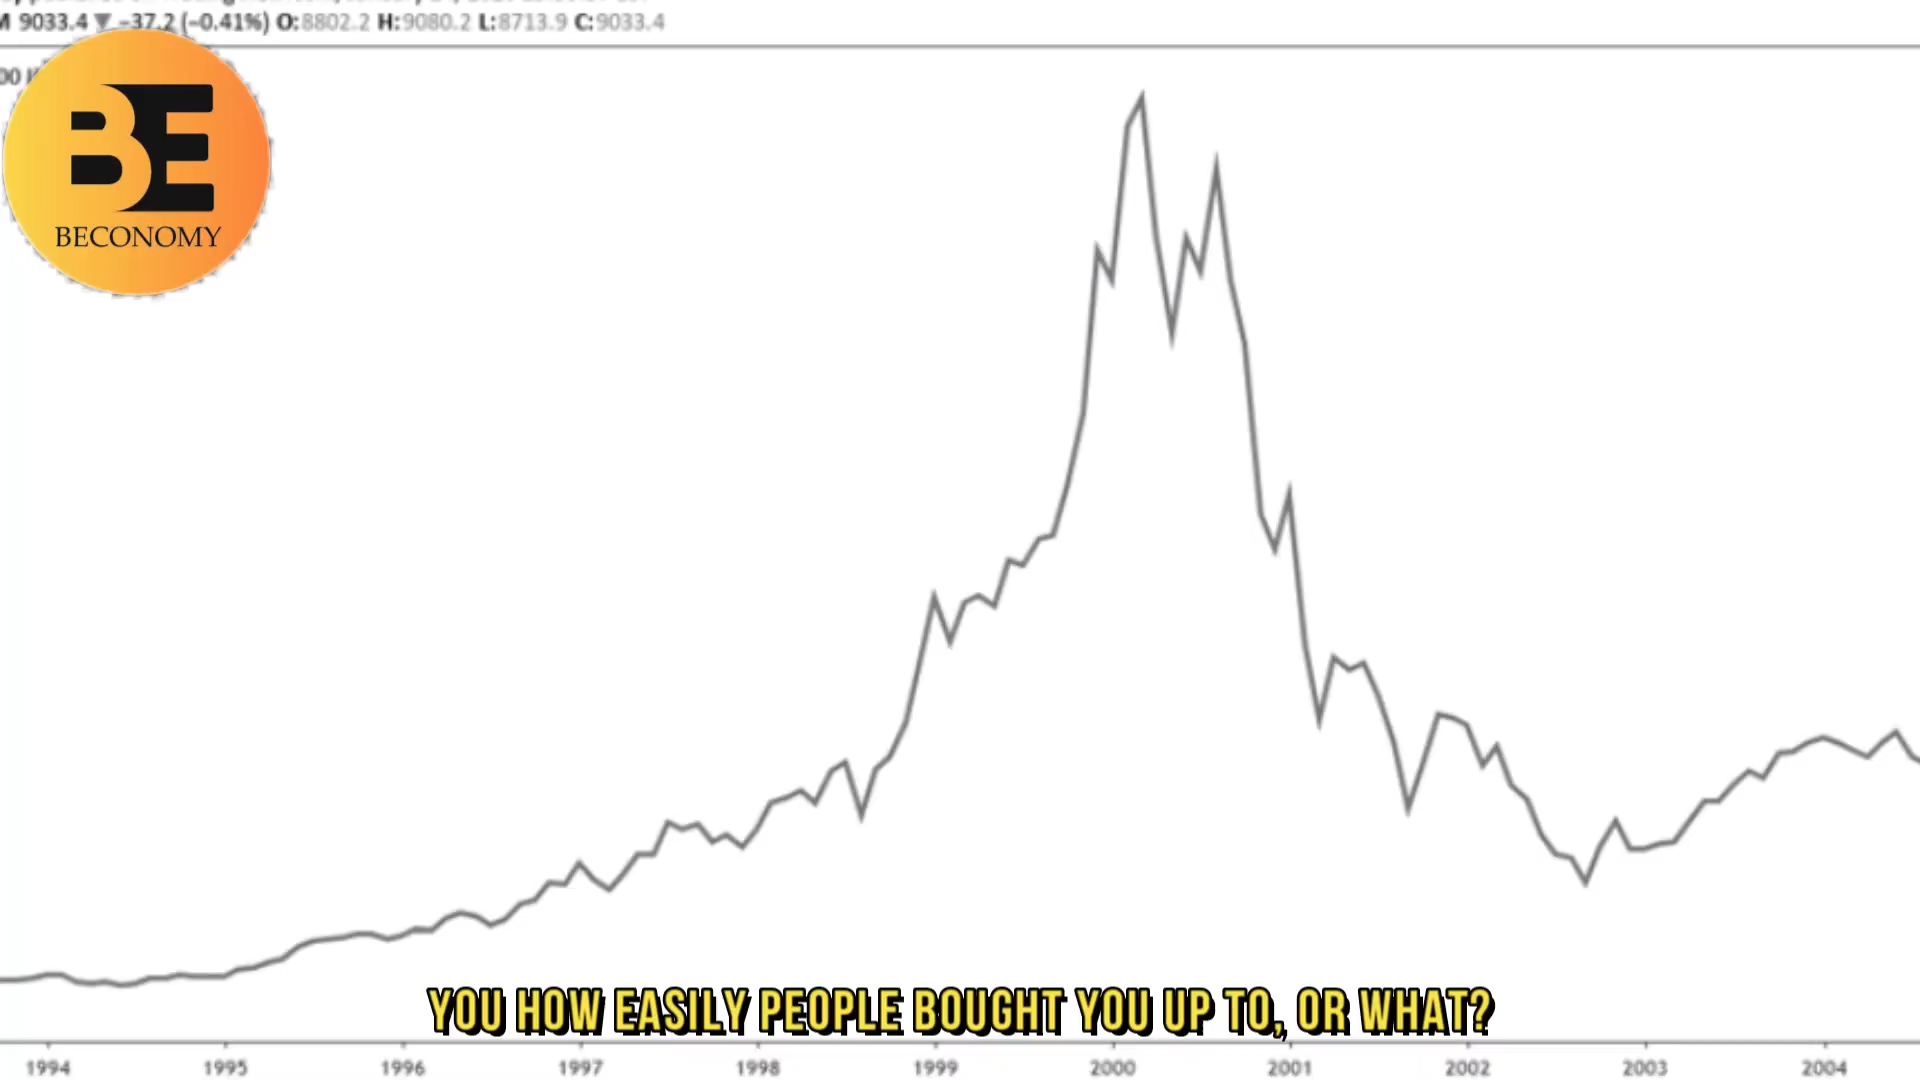 9033.4 ▼ −37.2 (−0.41%) O:8802.2 H:9080.2 L:8713.9 C:9033.4
BE
BECONOMY
YOU HOW EASILY PEOPLE BOUGHT YOU UP TO, OR WHAT?
1994 1995 1996 1997 1998 1999 2000 2001 2002 2003 2004